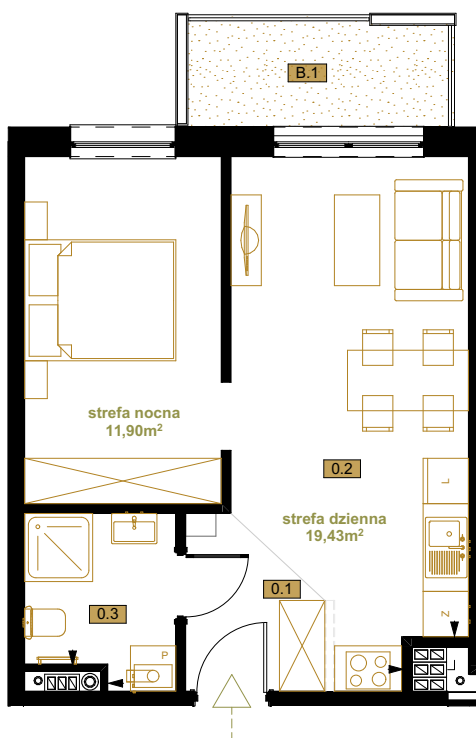 B.1
strefa nocna
11,90m²
0.2
L
strefa dzienna
19,43m²
0.1
0.3
Z
P